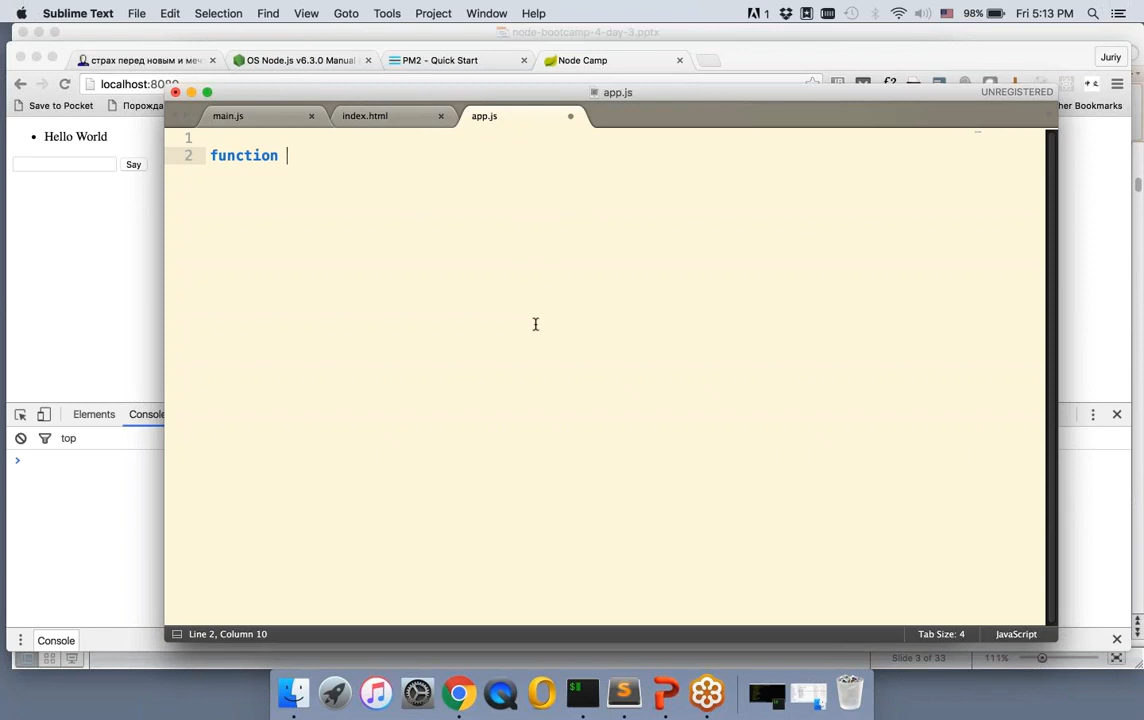 Sublime Text File Edit Selection Find View Goto Tools Project Window Help 1 98% Fri 5:13 PM
node-bootcamp-4-day-3.pptx
страх перед новым и меч OS Node.js v6.3.0 Manual PM2 - Quick Start Node Camp Juriy
localhost:8080
app.js UNREGISTERED
Save to Pocket Порожда her Bookmarks
main.js index.html app.js
Hello World
1
2 function
Say
Elements Console
top
>
Line 2, Column 10 Tab Size: 4 JavaScript
Console
Slide 3 of 33 111%